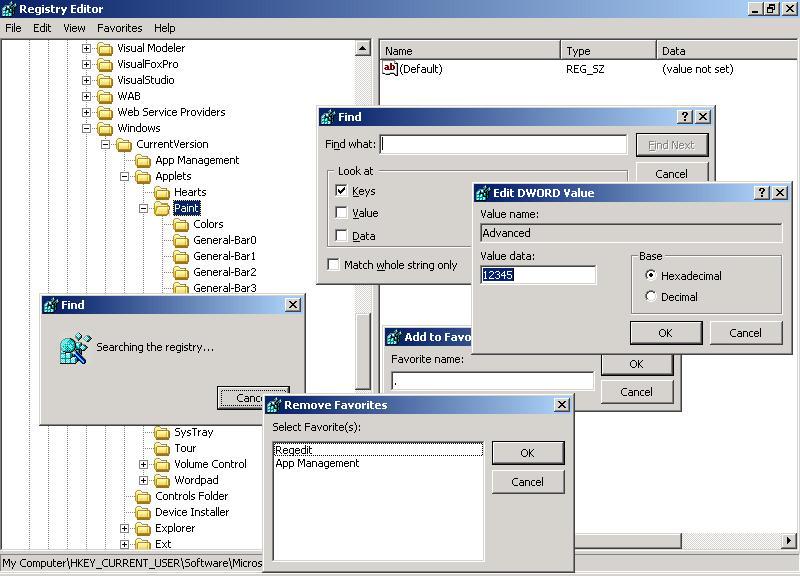 Registry Editor
File Edit View Favorites Help
Visual Modeler
VisualFoxPro
VisualStudio
WAB
Web Service Providers
Windows
CurrentVersion
App Management
Applets
Hearts
Paint
Colors
General-Bar0
General-Bar1
General-Bar2
General-Bar3
SysTray
Tour
Volume Control
Wordpad
Controls Folder
Device Installer
Explorer
Ext
Name Type Data
ab (Default) REG_SZ (value not set)
Find
Find what:
Find Next
Cancel
Look at
Keys
Value
Data
Match whole string only
Edit DWORD Value
Value name:
Advanced
Value data:
12345
Base
Hexadecimal
Decimal
OK Cancel
Find
Searching the registry...
Canc
Add to Favo
Favorite name:
.
OK
Cancel
Remove Favorites
Select Favorite(s):
Regedit
App Management
OK
Cancel
My Computer\HKEY_CURRENT_USER\Software\Micros